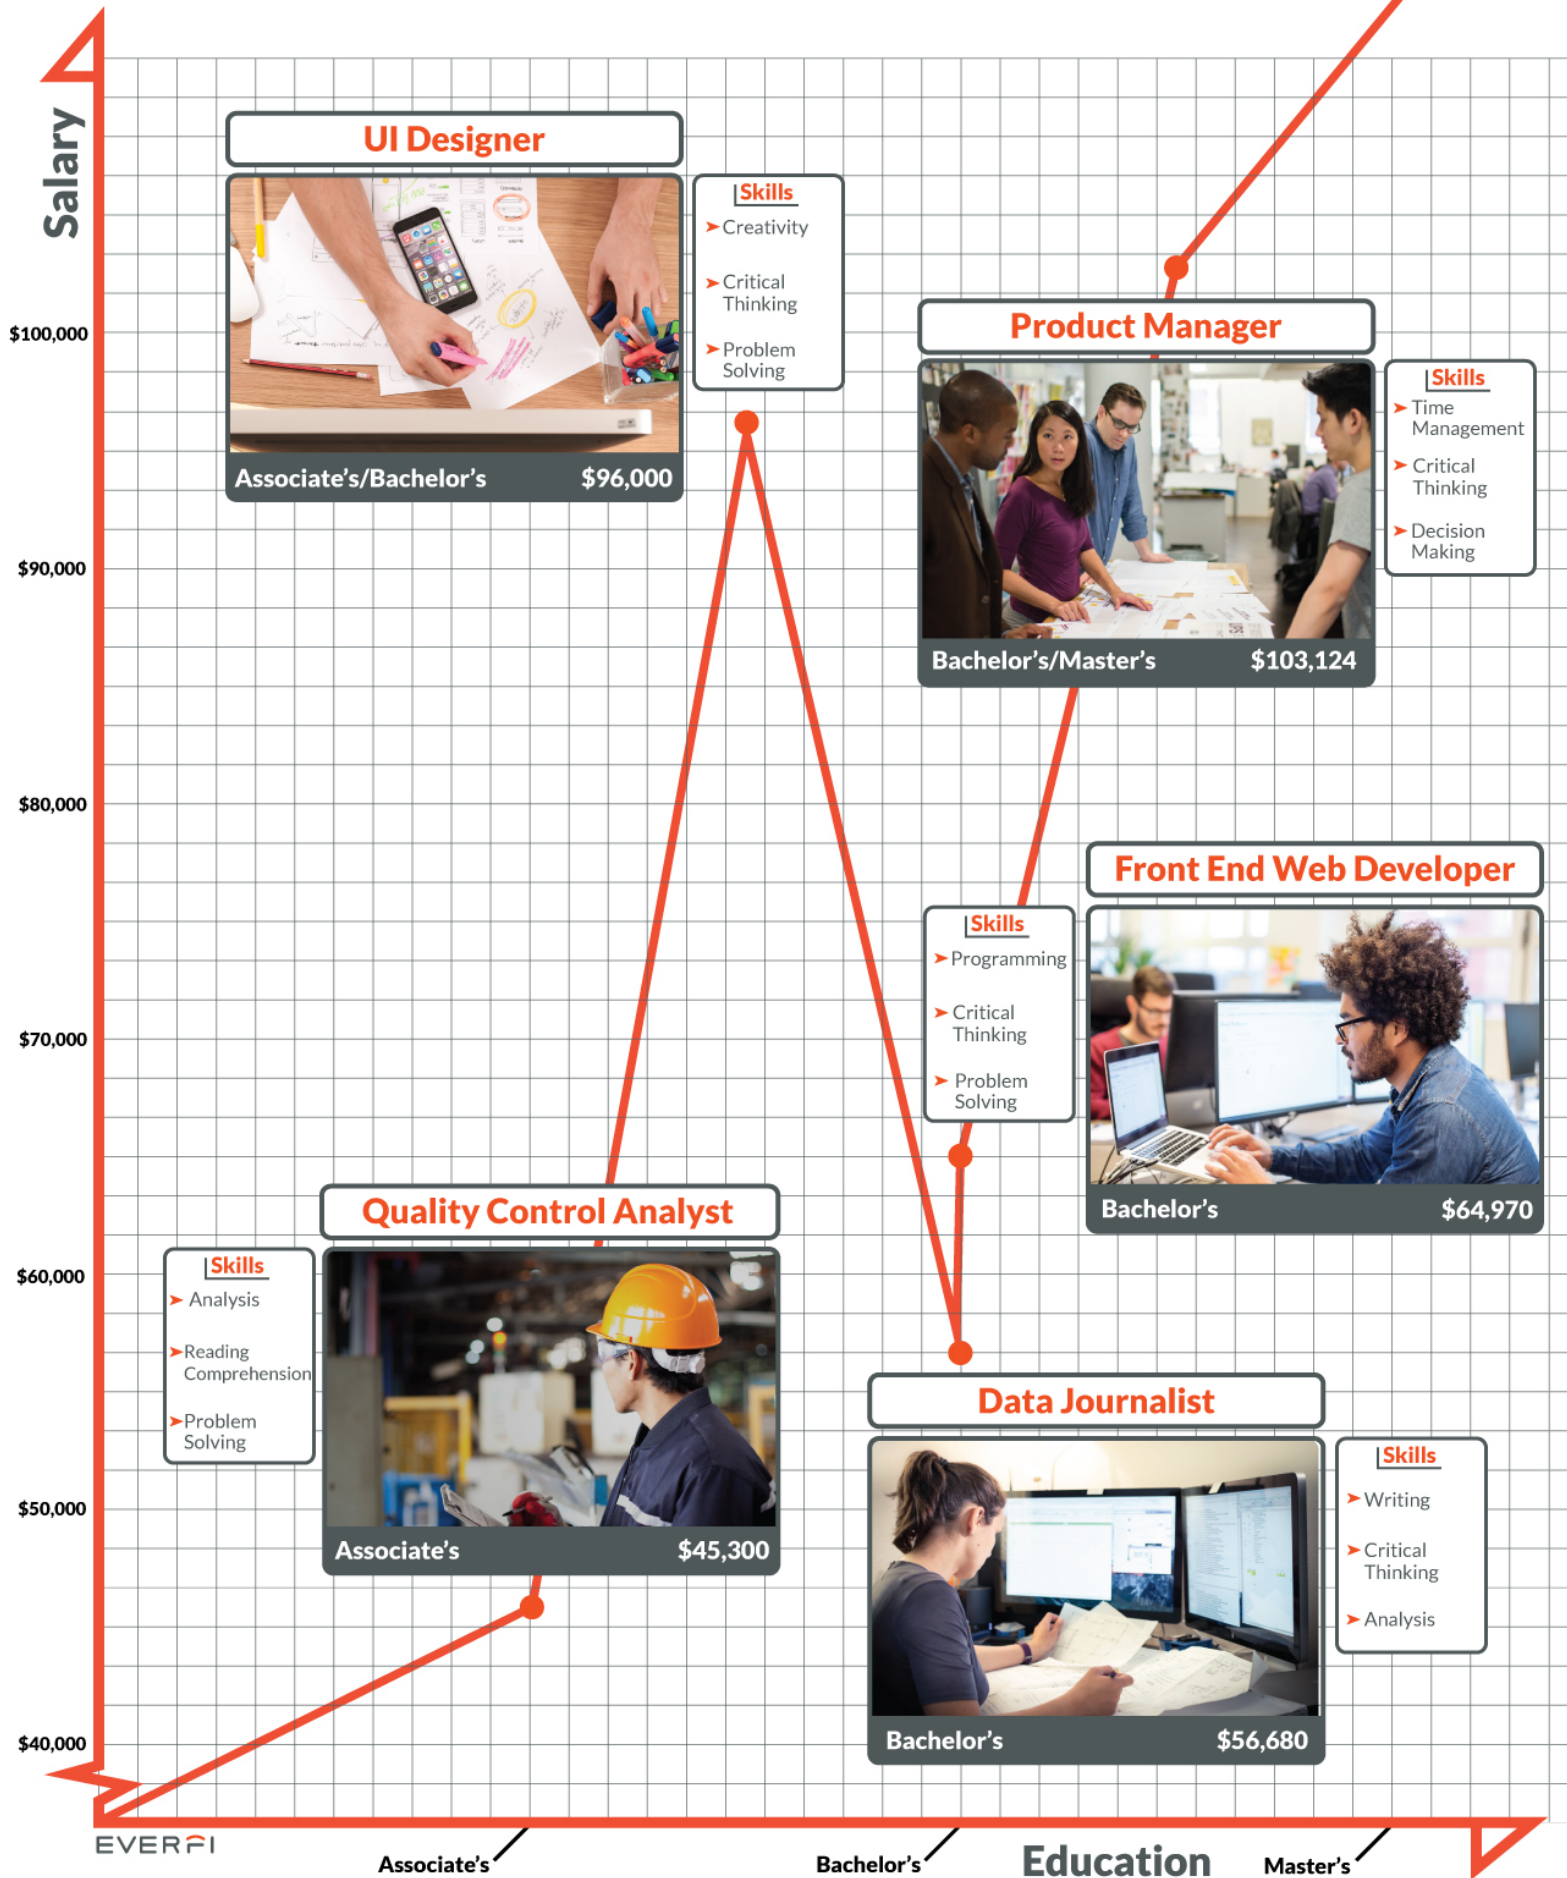 Salary
UI Designer
Skills
Creativity
Critical
Thinking
Problem
Solving
Associate's/Bachelor's $96,000
Product Manager
Skills
Time
Management
Critical
Thinking
Decision
Making
Bachelor's/Master's $103,124
$100,000
$90,000
$80,000
$70,000
$60,000
$50,000
$40,000
Front End Web Developer
Skills
Programming
Critical
Thinking
Problem
Solving
Bachelor's $64,970
Quality Control Analyst
Skills
Analysis
Reading
Comprehension
Problem
Solving
Associate's $45,300
Data Journalist
Skills
Writing
Critical
Thinking
Analysis
Bachelor's $56,680
EVERFI
Associate's
Bachelor's
Education
Master's